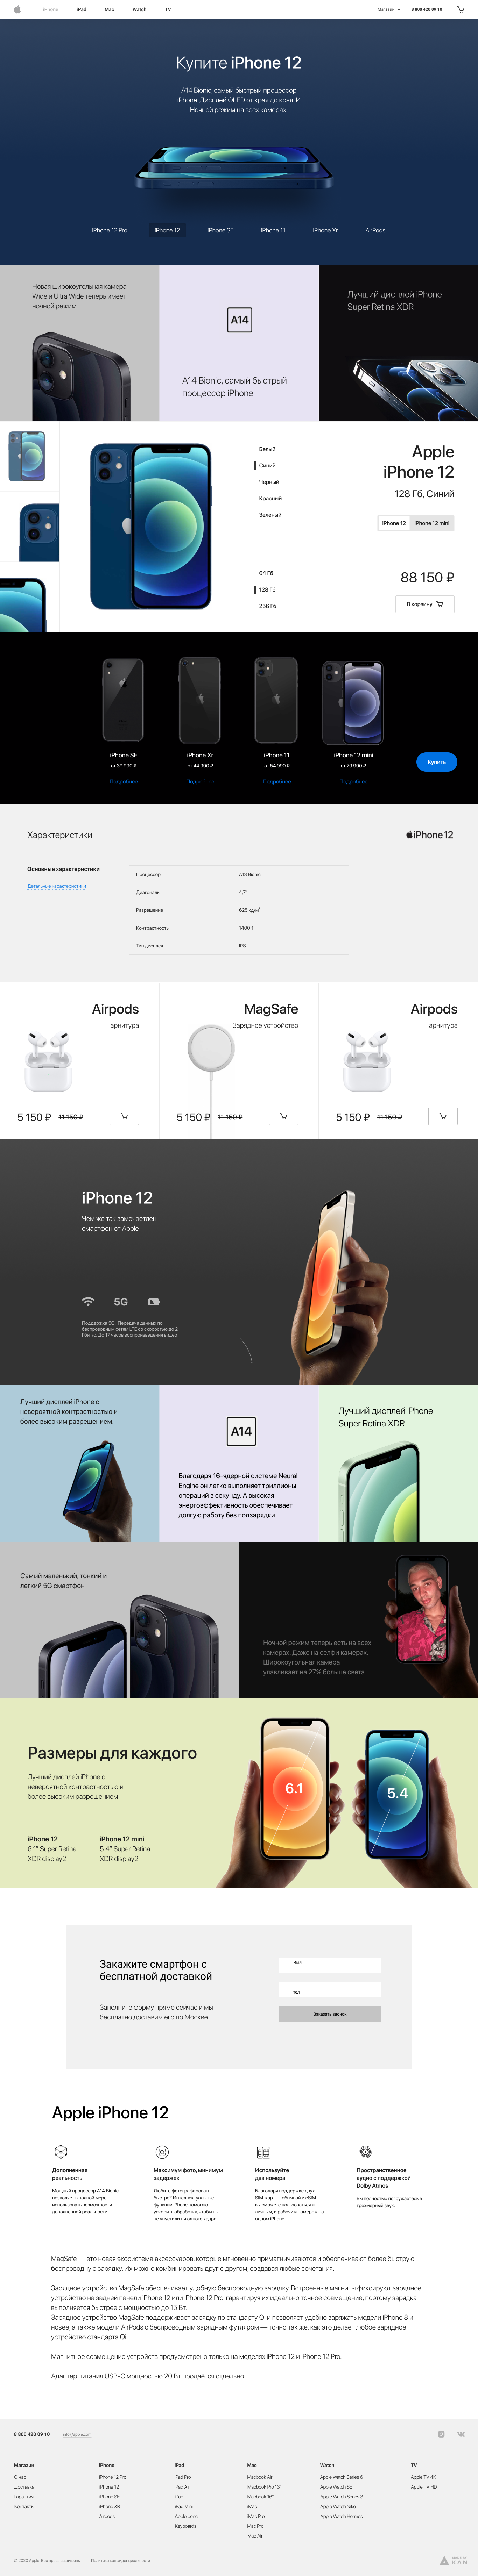 iPhone iPad Mac Watch TV Магазин 8 800 420 09 10
Купите iPhone 12
A14 Bionic, самый быстрый процессор
iPhone. Дисплей OLED от края до края. И
Ночной режим на всех камерах.
iPhone 12 Pro iPhone 12 iPhone SE iPhone 11 iPhone Xr AirPods
Новая широкоугольная камера
Wide и Ultra Wide теперь имеет
ночной режим
A14
A14 Bionic, самый быстрый
процессор iPhone
Лучший дисплей iPhone
Super Retina XDR
Белый
Синий
Черный
Красный
Зеленый
64 Гб
128 Гб
256 Гб
Apple
iPhone 12
128 Гб, Синий
iPhone 12 iPhone 12 mini
88 150 ₽
В корзину
iPhone SE iPhone Xr iPhone 11 iPhone 12 mini
от 39 990 ₽ от 44 990 ₽ от 54 990 ₽ от 79 990 ₽
Подробнее Подробнее Подробнее Подробнее
Купить
Характеристики
iPhone 12
Основные характеристики
Детальные характеристики
Процессор A13 Bionic
Диагональ 4,7"
Разрешение 625 кд/м²
Контрастность 1400:1
Тип дисплея IPS
Airpods
Гарнитура
5 150 ₽ 11 150 ₽
MagSafe
Зарядное устройство
5 150 ₽ 11 150 ₽
Airpods
Гарнитура
5 150 ₽ 11 150 ₽
iPhone 12
Чем же так замечаетлен
смартфон от Apple
5G
Поддержка 5G. Передача данных по
беспроводным сетям LTE со скоростью до 2
Гбит/с. До 17 часов воспроизведения видео
Лучший дисплей iPhone с
невероятной контрастностью и
более высоким разрешением.
A14
Благодаря 16-ядерной системе Neural
Engine он легко выполняет триллионы
операций в секунду. А высокая
энергоэффективность обеспечивает
долгую работу без подзарядки
Лучший дисплей iPhone
Super Retina XDR
Самый маленький, тонкий и
легкий 5G смартфон
Ночной режим теперь есть на всех
камерах. Даже на селфи камерах.
Широкоугольная камера
улавливает на 27% больше света
Размеры для каждого
Лучший дисплей iPhone с
невероятной контрастностью и
более высоким разрешением
iPhone 12
6.1" Super Retina
XDR display2
iPhone 12 mini
5.4" Super Retina
XDR display2
6.1
5.4
Закажите смартфон с
бесплатной доставкой
Заполните форму прямо сейчас и мы
бесплатно доставим его по Москве
Имя
тел
Заказать звонок
Apple iPhone 12
Дополненная
реальность
Мощный процессор A14 Bionic
позволяет в полной мере
использовать возможности
дополненной реальности.
Максимум фото, минимум
задержек
Любите фотографировать
быстро? Интеллектуальные
функции iPhone помогают
ускорить обработку, чтобы вы
не упустили ни одного кадра.
Используйте
два номера
Благодаря поддержке двух
SIM-карт — обычной и eSIM —
вы сможете пользоваться и
личным, и рабочим номером на
одном iPhone.
Пространственное
аудио с поддержкой
Dolby Atmos
Вы полностью погружаетесь в
трёхмерный звук.
MagSafe — это новая экосистема аксессуаров, которые мгновенно примагничиваются и обеспечивают более быструю
беспроводную зарядку. Их можно комбинировать друг с другом, создавая любые сочетания.
Зарядное устройство MagSafe обеспечивает удобную беспроводную зарядку. Встроенные магниты фиксируют зарядное
устройство на задней панели iPhone 12 или iPhone 12 Pro, гарантируя их идеально точное совмещение, поэтому зарядка
выполняется быстрее с мощностью до 15 Вт.
Зарядное устройство MagSafe поддерживает зарядку по стандарту Qi и позволяет удобно заряжать модели iPhone 8 и
новее, а также модели AirPods с беспроводным зарядным футляром — точно так же, как это делает любое зарядное
устройство стандарта Qi.
Магнитное совмещение устройств предусмотрено только на моделях iPhone 12 и iPhone 12 Pro.
Адаптер питания USB-C мощностью 20 Вт продаётся отдельно.
8 800 420 09 10 info@apple.com
Магазин
О нас
Доставка
Гарантия
Контакты
iPhone
iPhone 12 Pro
iPhone 12
iPhone SE
iPhone XR
Airpods
iPad
iPad Pro
iPad Air
iPad
iPad Mini
Apple pencil
Keyboards
Mac
Macbook Air
Macbook Pro 13"
Macbook 16"
iMac
iMac Pro
Mac Pro
Mac Air
Watch
Apple Watch Series 6
Apple Watch SE
Apple Watch Series 3
Apple Watch Nike
Apple Watch Hermes
TV
Apple TV 4K
Apple TV HD
© 2020 Apple. Все права защищены Политика конфиденциальности
MADE BY
KAN